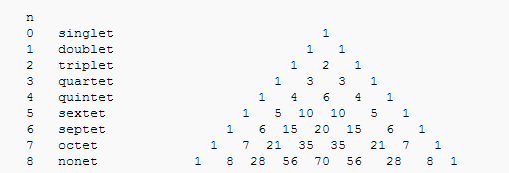 n
0 singlet 1
1 doublet 1 1
2 triplet 1 2 1
3 quartet 1 3 3 1
4 quintet 1 4 6 4 1
5 sextet 1 5 10 10 5 1
6 septet 1 6 15 20 15 6 1
7 octet 1 7 21 35 35 21 7 1
8 nonet 1 8 28 56 70 56 28 8 1